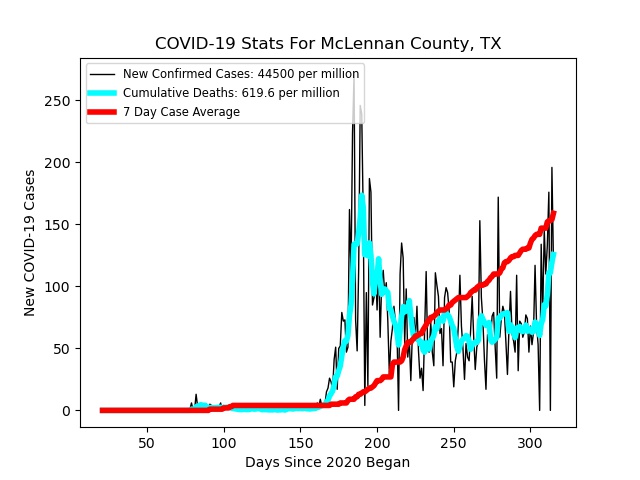 COVID-19 Stats For McLennan County, TX
New Confirmed Cases: 44500 per million
Cumulative Deaths: 619.6 per million
7 Day Case Average
New COVID-19 Cases
250
200
150
100
50
0
50 100 150 200 250 300
Days Since 2020 Began